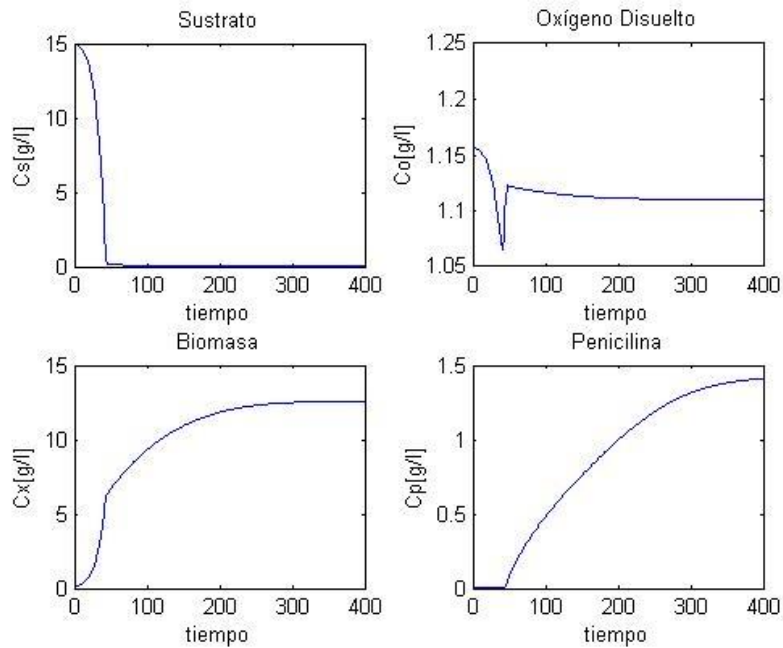 Sustrato
Cs[g/l]
15
10
5
0
0 100 200 300 400
tiempo
Oxígeno Disuelto
Co[g/l]
1.25
1.2
1.15
1.1
1.05
0 100 200 300 400
tiempo
Biomasa
Cx[g/l]
15
10
5
0
0 100 200 300 400
tiempo
Penicilina
Cp[g/l]
1.5
1
0.5
0
0 100 200 300 400
tiempo